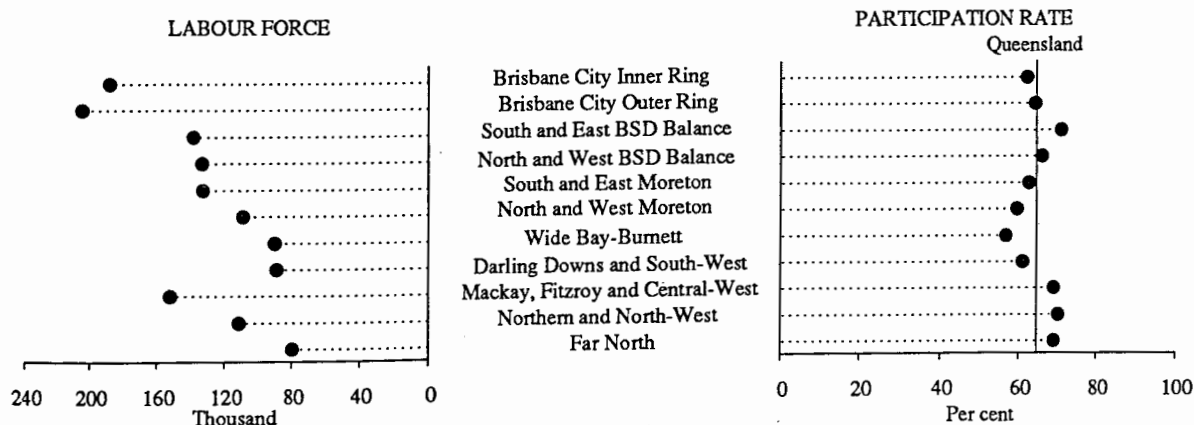 LABOUR FORCE
PARTICIPATION RATE
Queensland
Brisbane City Inner Ring
Brisbane City Outer Ring
South and East BSD Balance
North and West BSD Balance
South and East Moreton
North and West Moreton
Wide Bay-Burnett
Darling Downs and South-West
Mackay, Fitzroy and Central-West
Northern and North-West
Far North
240 200 160 120 80 40 0
Thousand
0 20 40 60 80 100
Per cent